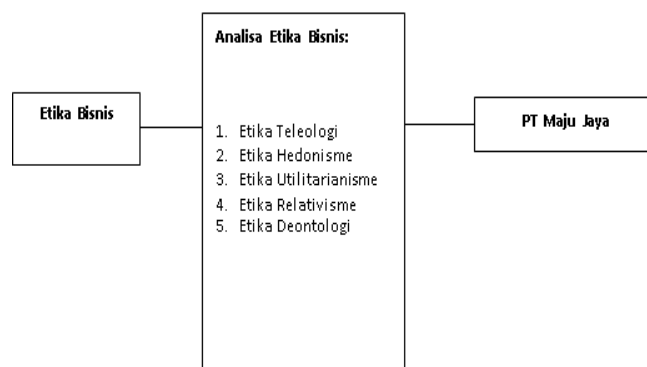 Etika Bisnis
Analisa Etika Bisnis:
1. Etika Teleologi
2. Etika Hedonisme
3. Etika Utilitarianisme
4. Etika Relativisme
5. Etika Deontologi
PT Maju Jaya